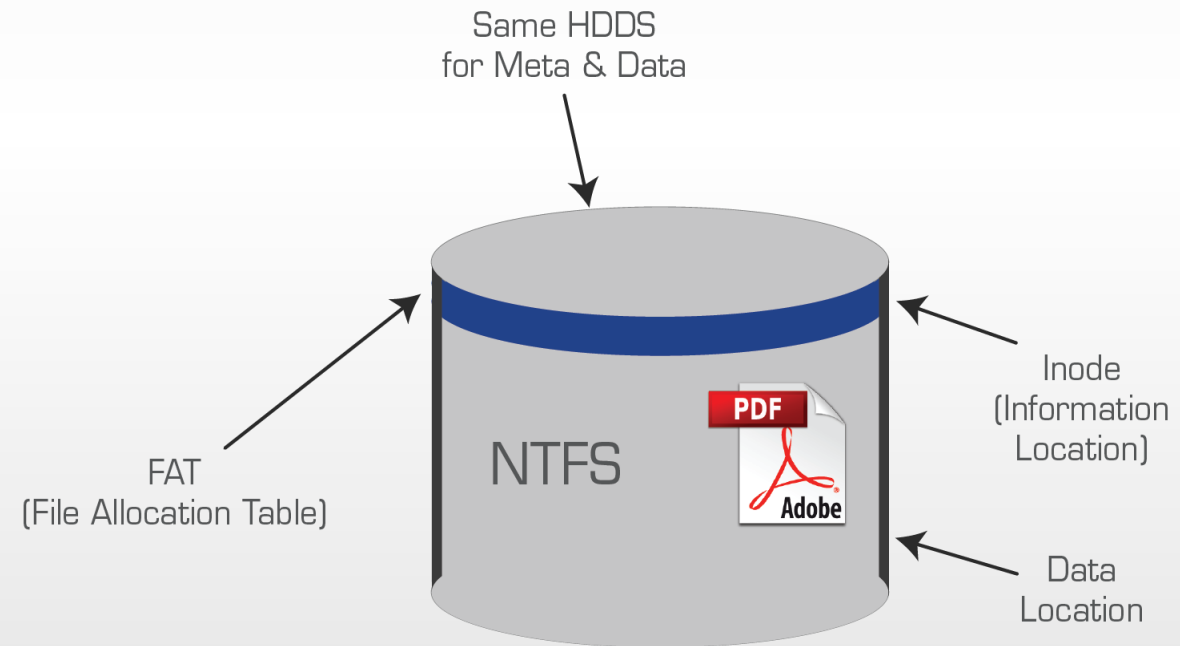 Same HDDS
for Meta & Data
Inode
(Information
Location)
PDF
NTFS
Adobe
FAT
(File Allocation Table)
Data
Location